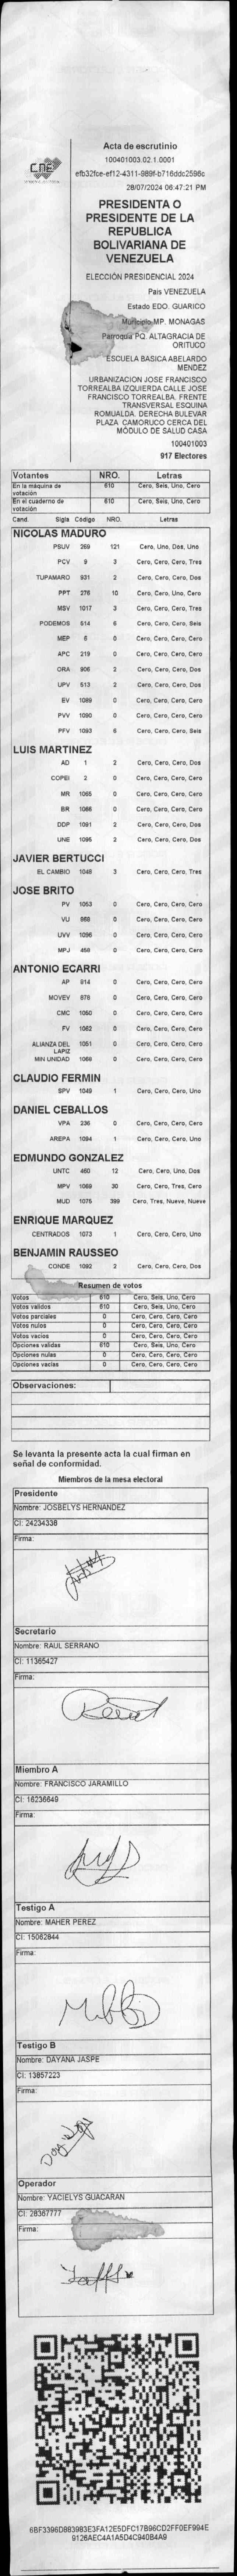 CNE
Acta de escrutinio
100401003.02.1.0001
efb32fce-ef12-4311-989f-b716ddc2596c
28/07/2024 06:47:21 PM
PRESIDENTA O
PRESIDENTE DE LA
REPUBLICA
BOLIVARIANA DE
VENEZUELA
ELECCIÓN PRESIDENCIAL 2024
Pais VENEZUELA
Estado EDO. GUARICO
Municipio MP. MONAGAS
Parroquia PQ. ALTAGRACIA DE
ORITUCO
ESCUELA BASICA ABELARDO
MENDEZ
URBANIZACION JOSE FRANCISCO
TORREALBA IZQUIERDA CALLE JOSE
FRANCISCO TORREALBA. FRENTE
TRANSVERSAL ESQUINA
ROMUALDA. DERECHA BULEVAR
PLAZA CAMORUCO CERCA DEL
MÓDULO DE SALUD CASA
100401003
917 Electores
Votantes NRO. Letras
En la máquina de votación 610 Cero, Seis, Uno, Cero
En el cuaderno de votación 610 Cero, Seis, Uno, Cero
Cand. Sigla Código NRO. Letras
NICOLAS MADURO
PSUV 269 121 Cero, Uno, Dos, Uno
PCV 9 3 Cero, Cero, Cero, Tres
TUPAMARO 931 2 Cero, Cero, Cero, Dos
PPT 276 10 Cero, Cero, Uno, Cero
MSV 1017 3 Cero, Cero, Cero, Tres
PODEMOS 514 6 Cero, Cero, Cero, Seis
MEP 6 0 Cero, Cero, Cero, Cero
APC 219 0 Cero, Cero, Cero, Cero
ORA 906 2 Cero, Cero, Cero, Dos
UPV 513 2 Cero, Cero, Cero, Dos
EV 1089 0 Cero, Cero, Cero, Cero
PVV 1090 0 Cero, Cero, Cero, Cero
PFV 1093 6 Cero, Cero, Cero, Seis
LUIS MARTINEZ
AD 1 2 Cero, Cero, Cero, Dos
COPEI 2 0 Cero, Cero, Cero, Cero
MR 1065 0 Cero, Cero, Cero, Cero
BR 1066 0 Cero, Cero, Cero, Cero
DDP 1091 2 Cero, Cero, Cero, Dos
UNE 1095 2 Cero, Cero, Cero, Dos
JAVIER BERTUCCI
EL CAMBIO 1048 3 Cero, Cero, Cero, Tres
JOSE BRITO
PV 1053 0 Cero, Cero, Cero, Cero
VU 868 0 Cero, Cero, Cero, Cero
UVV 1096 0 Cero, Cero, Cero, Cero
MPJ 458 0 Cero, Cero, Cero, Cero
ANTONIO ECARRI
AP 914 0 Cero, Cero, Cero, Cero
MOVEV 878 0 Cero, Cero, Cero, Cero
CMC 1050 0 Cero, Cero, Cero, Cero
FV 1062 0 Cero, Cero, Cero, Cero
ALIANZA DEL LAPIZ 1051 0 Cero, Cero, Cero, Cero
MIN UNIDAD 1069 0 Cero, Cero, Cero, Cero
CLAUDIO FERMIN
SPV 1049 1 Cero, Cero, Cero, Uno
DANIEL CEBALLOS
VPA 236 0 Cero, Cero, Cero, Cero
AREPA 1094 1 Cero, Cero, Cero, Uno
EDMUNDO GONZALEZ
UNTC 460 12 Cero, Cero, Uno, Dos
MPV 1069 30 Cero, Cero, Tres, Cero
MUD 1075 399 Cero, Tres, Nueve, Nueve
ENRIQUE MARQUEZ
CENTRADOS 1073 1 Cero, Cero, Cero, Uno
BENJAMIN RAUSSEO
CONDE 1092 2 Cero, Cero, Cero, Dos
Resumen de votos
Votos 610 Cero, Seis, Uno, Cero
Votos validos 610 Cero, Seis, Uno, Cero
Votos parciales 0 Cero, Cero, Cero, Cero
Votos nulos 0 Cero, Cero, Cero, Cero
Votos vacios 0 Cero, Cero, Cero, Cero
Opciones validas 610 Cero, Seis, Uno, Cero
Opciones nulas 0 Cero, Cero, Cero, Cero
Opciones vacías 0 Cero, Cero, Cero, Cero
Observaciones:
Se levanta la presente acta la cual firman en
señal de conformidad.
Miembros de la mesa electoral
Presidente
Nombre: JOSBELYS HERNANDEZ
CI: 24234338
Firma:
Secretario
Nombre: RAUL SERRANO
CI: 11365427
Firma:
Miembro A
Nombre: FRANCISCO JARAMILLO
CI: 16236649
Firma:
Testigo A
Nombre: MAHER PEREZ
CI: 15062844
Firma:
Testigo B
Nombre: DAYANA JASPE
CI: 13857223
Firma:
Operador
Nombre: YACIELYS GUACARAN
CI: 28367777
Firma:
6BF3396D883983E3FA12E5DFC17B96CD2FF0EF994E
9126AEC4A1A5D4C940B4A9